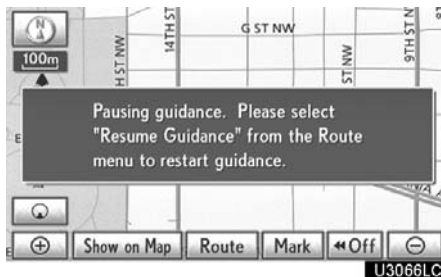 N
14TH ST
G ST NW
9TH ST N
100m
H ST NW
ST NW
Pausing guidance. Please select
"Resume Guidance" from the Route
menu to restart guidance.
E
VA
Show on Map
Route
Mark
Off
U3066LC